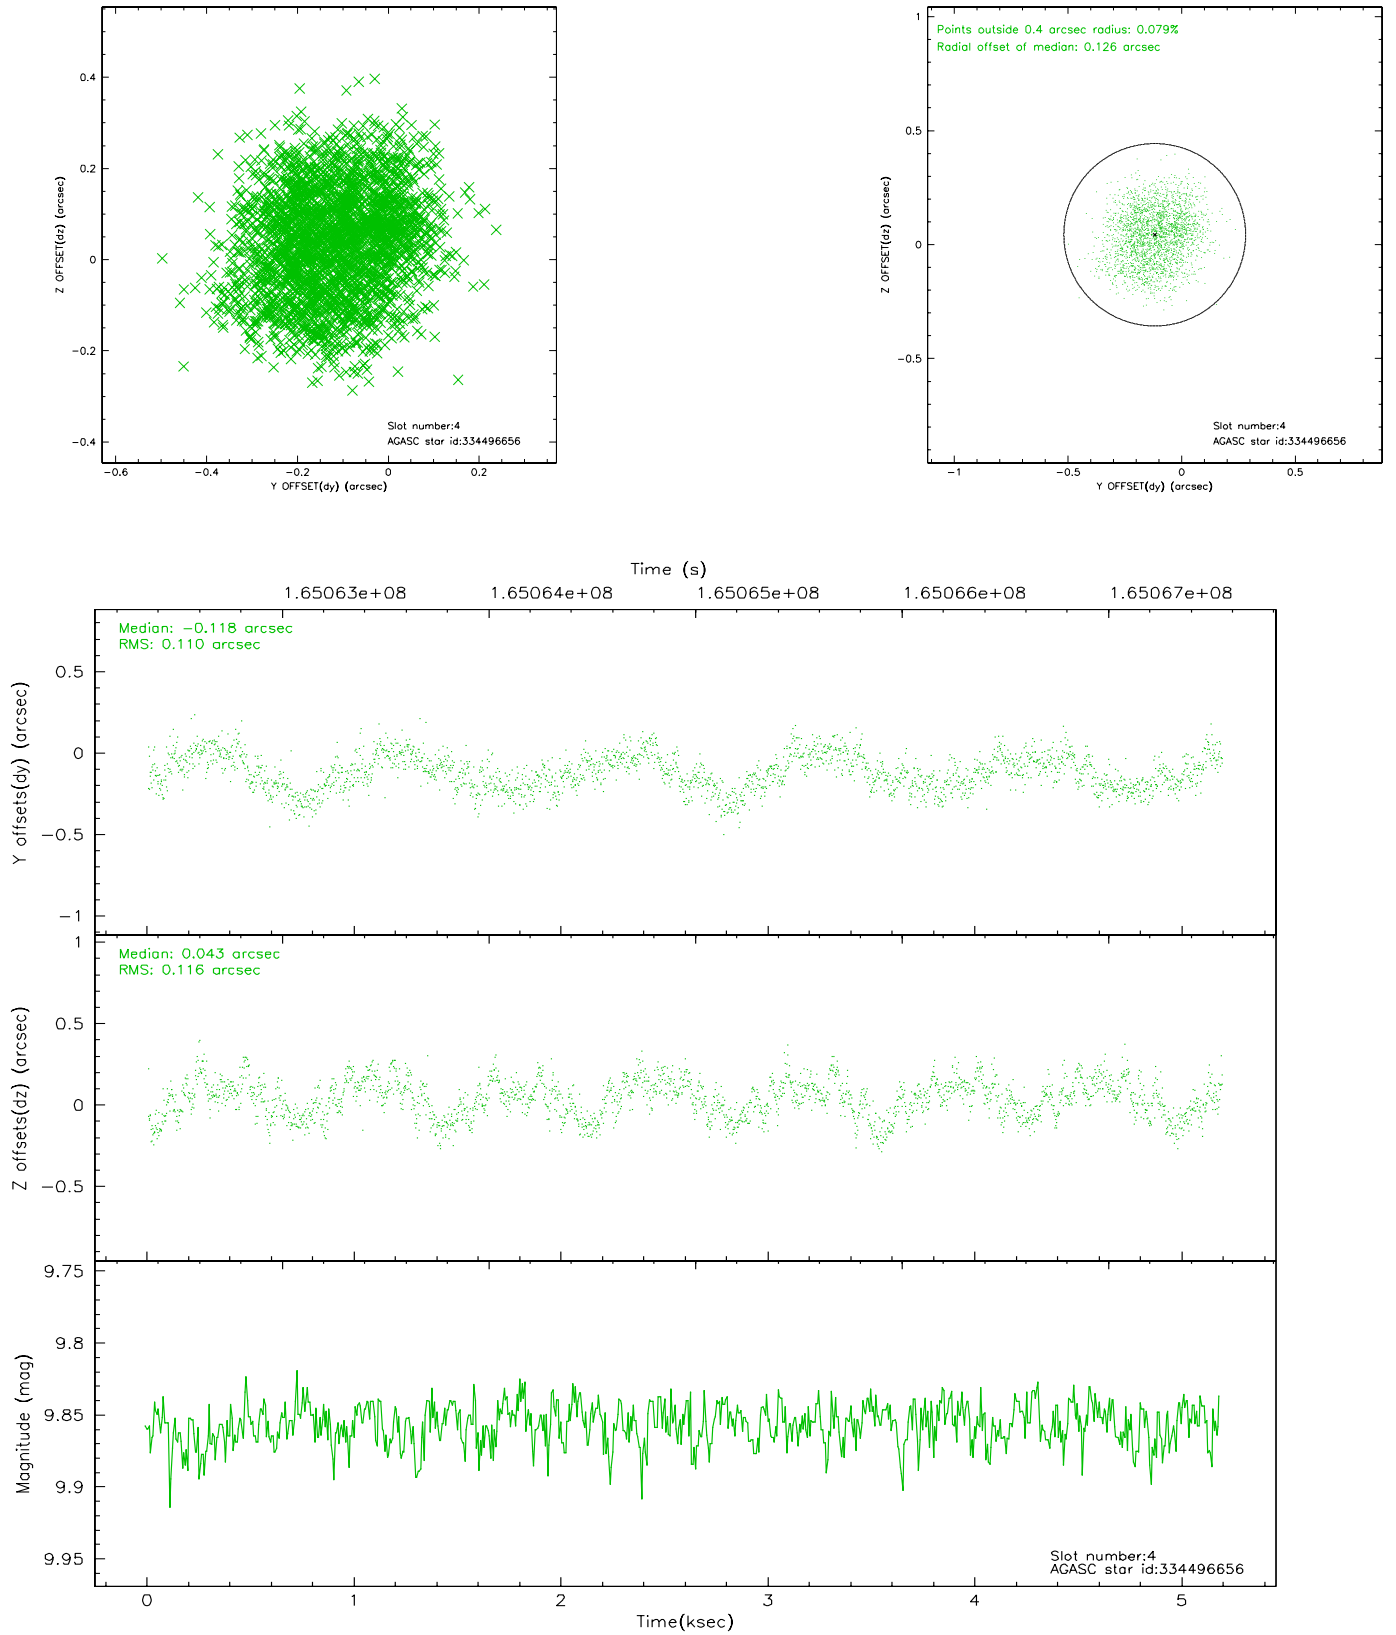 0.4
0.2
0
−0.2
−0.4
−0.6
−0.4
−0.2
0
0.2
Z OFFSET(dz) (arcsec)
Y OFFSET(dy) (arcsec)
Slot number:4
AGASC star id:334496656
Points outside 0.4 arcsec radius: 0.079%
Radial offset of median: 0.126 arcsec
1
0.5
0
−0.5
−1
−0.5
0
0.5
Z OFFSET(dz) (arcsec)
Y OFFSET(dy) (arcsec)
Slot number:4
AGASC star id:334496656
Time (s)
1.65063e+08 1.65064e+08 1.65065e+08 1.65066e+08 1.65067e+08
Median: −0.118 arcsec
RMS: 0.110 arcsec
0.5
0
−0.5
−1
Y offsets(dy) (arcsec)
Median: 0.043 arcsec
RMS: 0.116 arcsec
1
0.5
0
−0.5
Z offsets(dz) (arcsec)
9.75
9.8
9.85
9.9
9.95
Magnitude (mag)
Slot number:4
AGASC star id:334496656
0 1 2 3 4 5
Time(ksec)